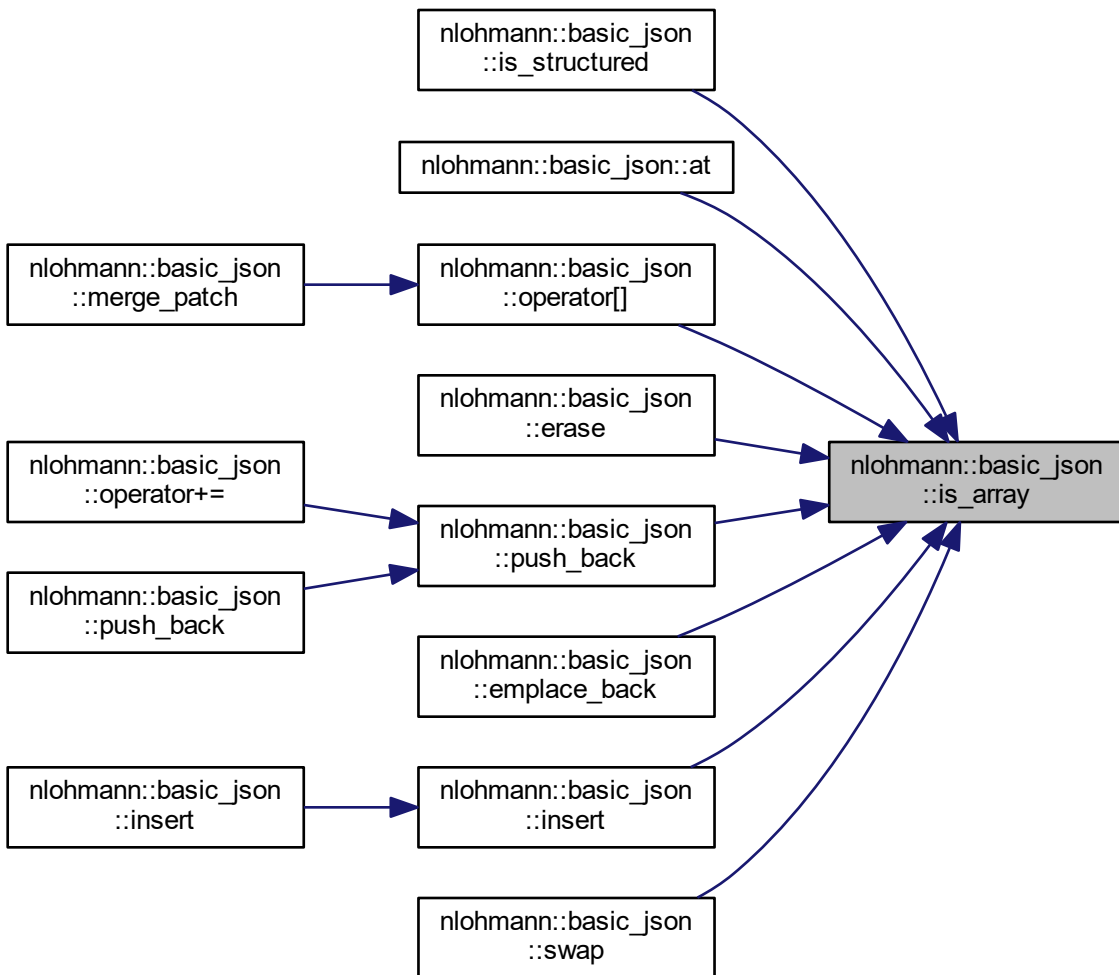 nlohmann::basic_json
::is_structured
nlohmann::basic_json::at
nlohmann::basic_json
::merge_patch
nlohmann::basic_json
::operator[]
nlohmann::basic_json
::erase
nlohmann::basic_json
::is_array
nlohmann::basic_json
::operator+=
nlohmann::basic_json
::push_back
nlohmann::basic_json
::push_back
nlohmann::basic_json
::emplace_back
nlohmann::basic_json
::insert
nlohmann::basic_json
::insert
nlohmann::basic_json
::swap